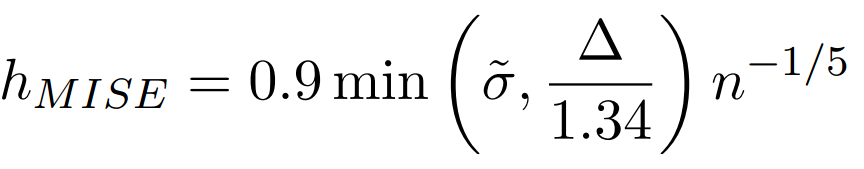 h_{MISE} = 0.9 min ( σ̃, Δ/1.34 ) n^{-1/5}